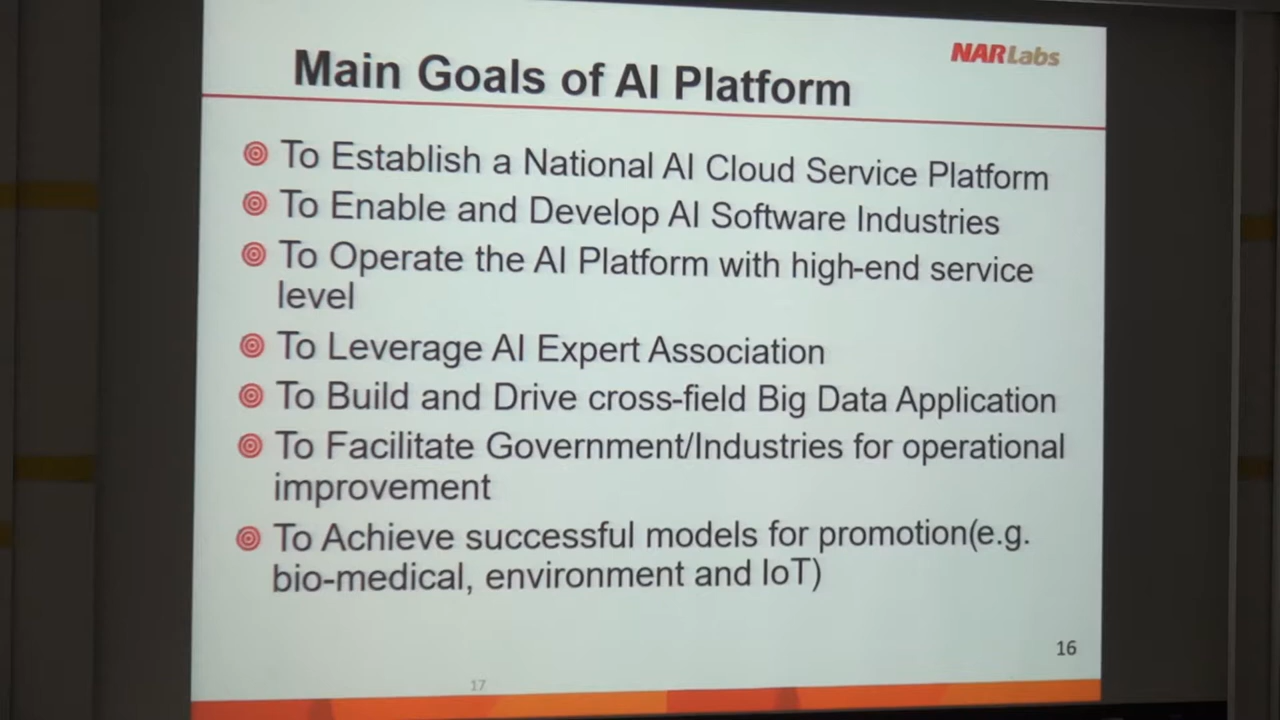 NARLabs
Main Goals of AI Platform
To Establish a National AI Cloud Service Platform
To Enable and Develop AI Software Industries
To Operate the AI Platform with high-end service
level
To Leverage AI Expert Association
To Build and Drive cross-field Big Data Application
To Facilitate Government/Industries for operational
improvement
To Achieve successful models for promotion(e.g.
bio-medical, environment and IoT)
16
17